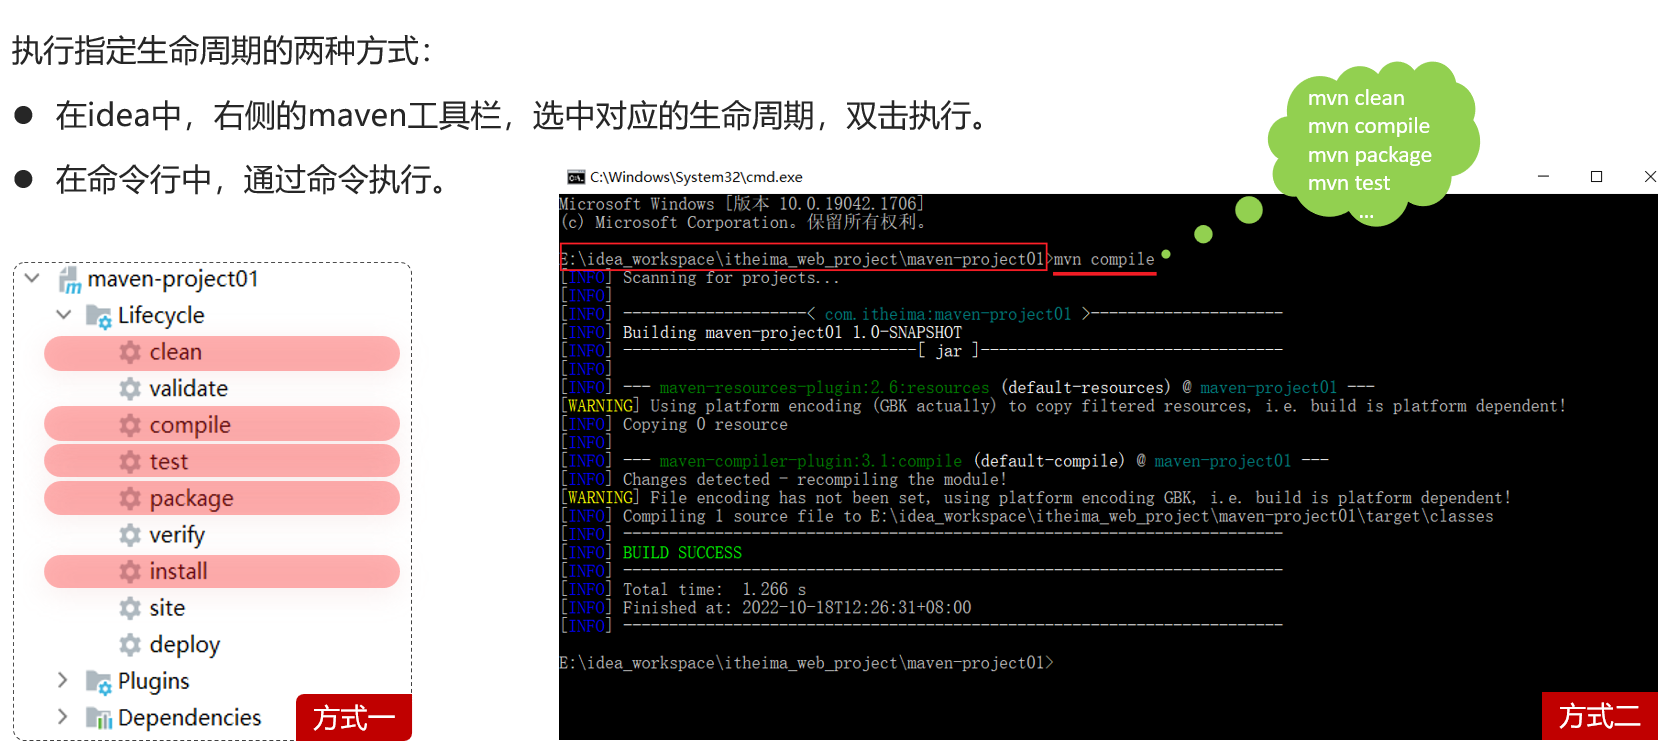 执行指定生命周期的两种方式：
● 在idea中，右侧的maven工具栏，选中对应的生命周期，双击执行。
● 在命令行中，通过命令执行。
maven-project01
Lifecycle
clean
validate
compile
test
package
verify
install
site
deploy
Plugins
Dependencies
方式一
mvn clean
mvn compile
mvn package
mvn test
...
C:\Windows\System32\cmd.exe
Microsoft Windows [版本 10.0.19042.1706]
(c) Microsoft Corporation。保留所有权利。
E:\idea_workspace\itheima_web_project\maven-project01>mvn compile
[INFO] Scanning for projects...
[INFO]
[INFO] --------------------< com.itheima:maven-project01 >---------------------
[INFO] Building maven-project01 1.0-SNAPSHOT
[INFO] --------------------------------[ jar ]---------------------------------
[INFO]
[INFO] --- maven-resources-plugin:2.6:resources (default-resources) @ maven-project01 ---
[WARNING] Using platform encoding (GBK actually) to copy filtered resources, i.e. build is platform dependent!
[INFO] Copying 0 resource
[INFO]
[INFO] --- maven-compiler-plugin:3.1:compile (default-compile) @ maven-project01 ---
[INFO] Changes detected - recompiling the module!
[WARNING] File encoding has not been set, using platform encoding GBK, i.e. build is platform dependent!
[INFO] Compiling 1 source file to E:\idea_workspace\itheima_web_project\maven-project01\target\classes
[INFO] ------------------------------------------------------------------------
[INFO] BUILD SUCCESS
[INFO] ------------------------------------------------------------------------
[INFO] Total time:  1.266 s
[INFO] Finished at: 2022-10-18T12:26:31+08:00
[INFO] ------------------------------------------------------------------------
E:\idea_workspace\itheima_web_project\maven-project01>
方式二